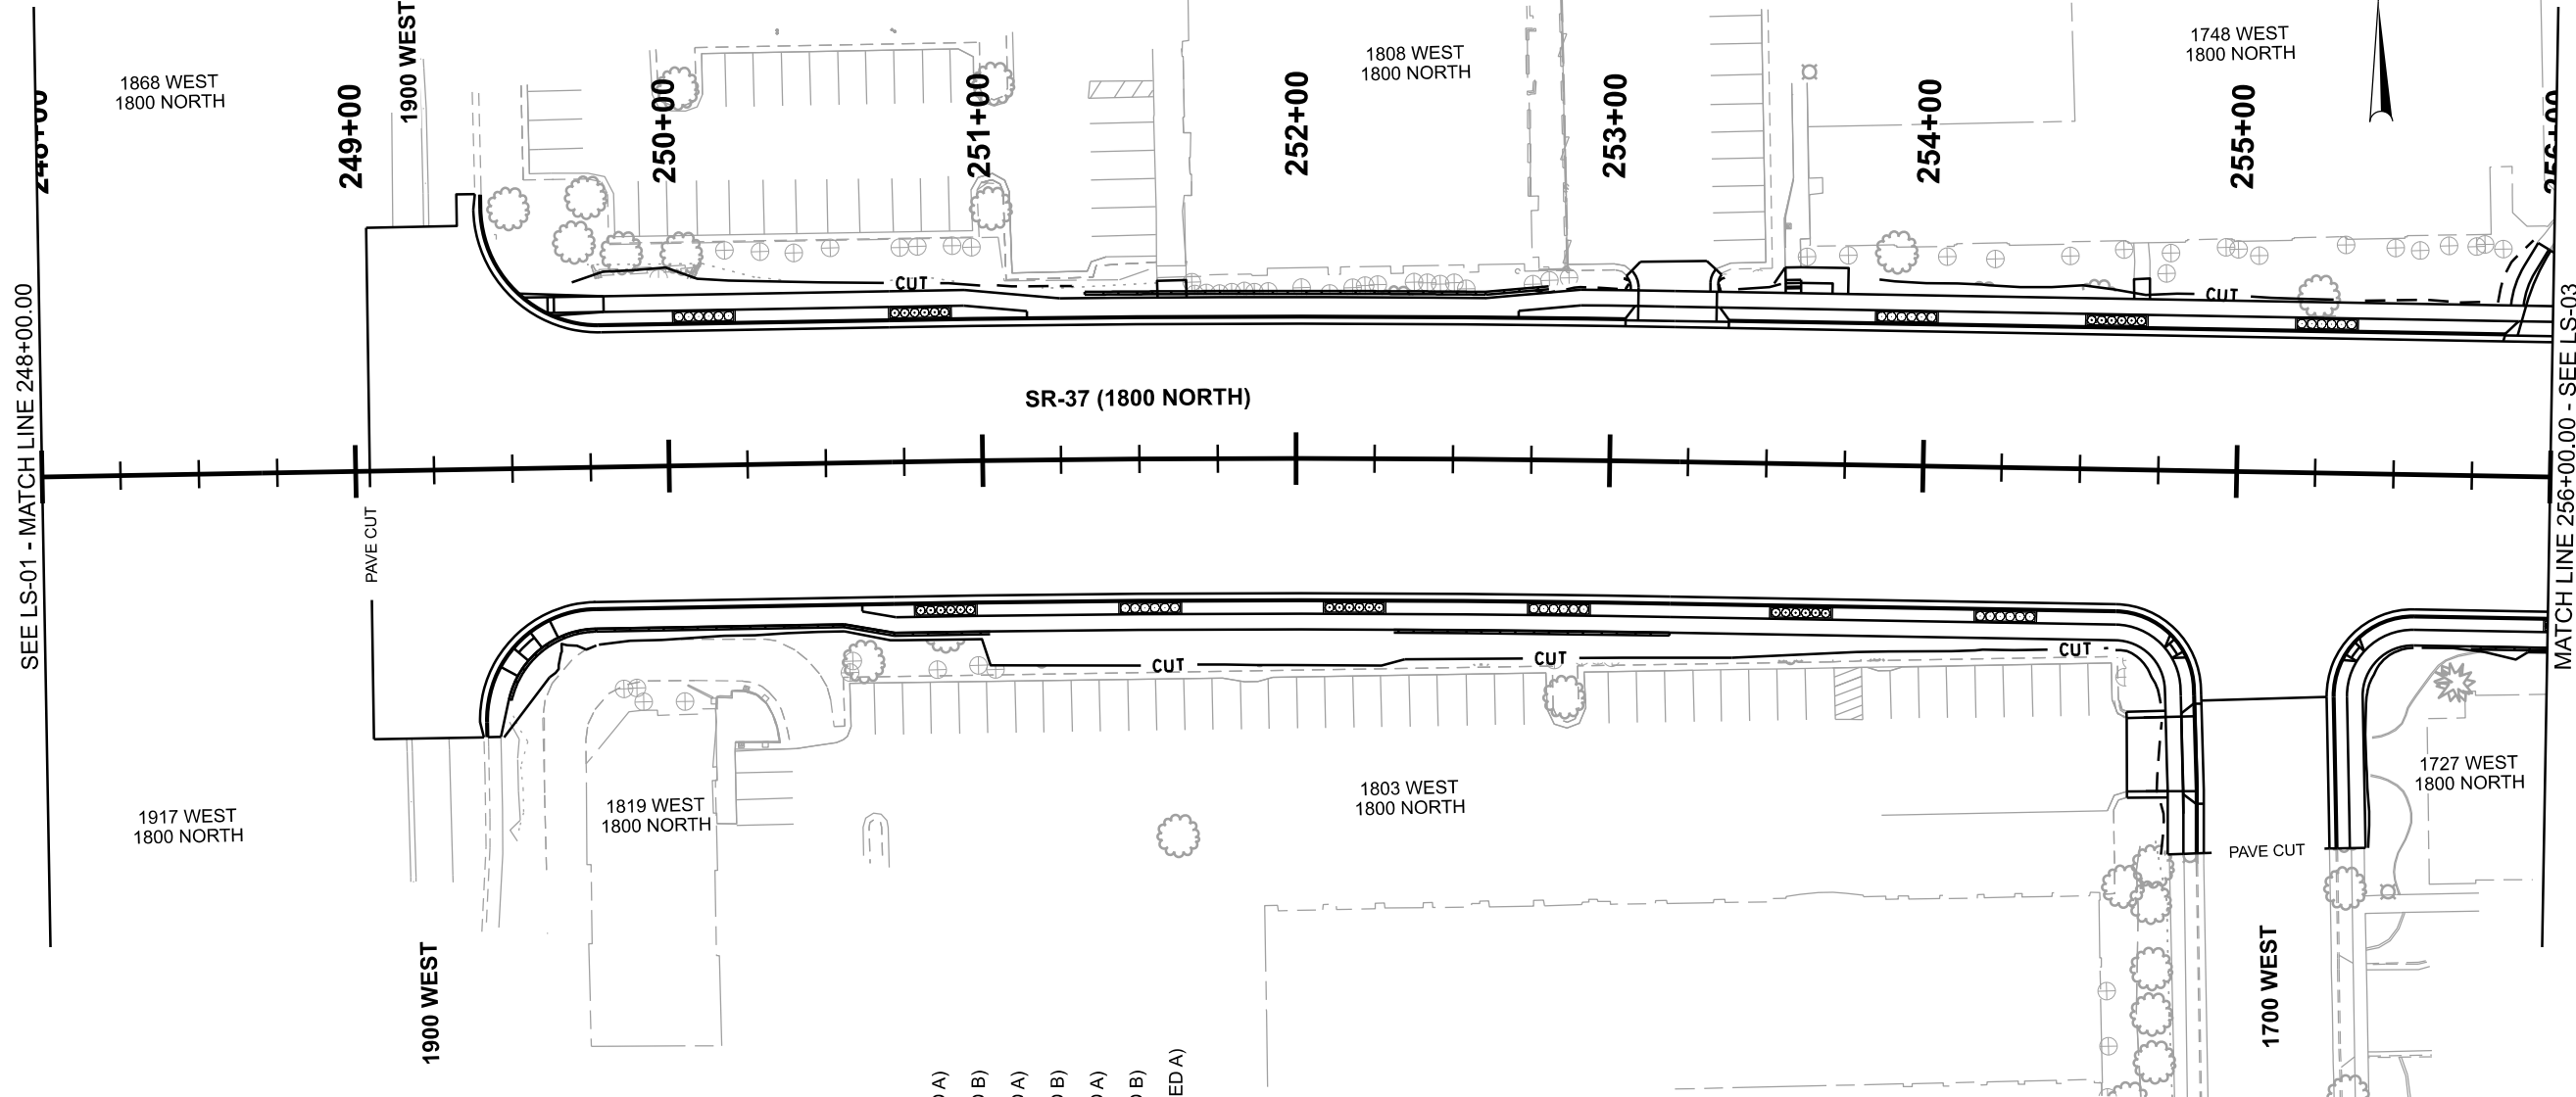 1900 WEST
1868 WEST
1800 NORTH
1808 WEST
1800 NORTH
1748 WEST
1800 NORTH
248+00
249+00
250+00
251+00
252+00
253+00
254+00
255+00
256+00
CUT
CUT
SEE LS-01 - MATCH LINE 248+00.00
MATCH LINE 256+00.00 - SEE LS-03
SR-37 (1800 NORTH)
PAVE CUT
CUT
CUT
CUT -
1917 WEST
1800 NORTH
1819 WEST
1800 NORTH
1803 WEST
1800 NORTH
1727 WEST
1800 NORTH
PAVE CUT
1900 WEST
1700 WEST
A)
B)
A)
B)
A)
B)
ED A)